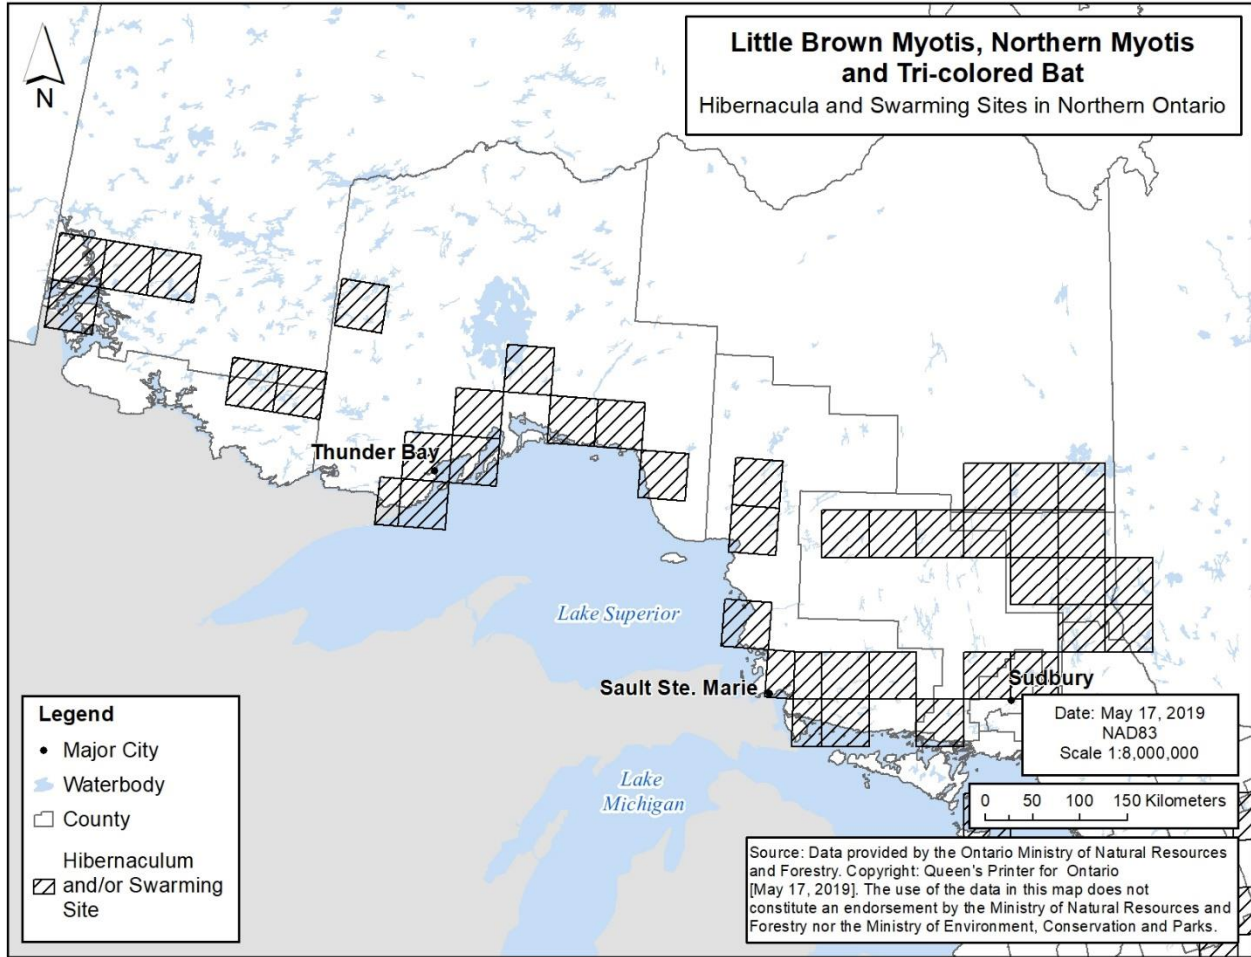 Little Brown Myotis, Northern Myotis
and Tri-colored Bat
Hibernacula and Swarming Sites in Northern Ontario
N
Thunder Bay
Lake Superior
Sault Ste. Marie
Sudbury
Lake
Michigan
Legend
Major City
Waterbody
County
Hibernaculum
and/or Swarming
Site
Date: May 17, 2019
NAD83
Scale 1:8,000,000
0 50 100 150 Kilometers
Source: Data provided by the Ontario Ministry of Natural Resources
and Forestry. Copyright: Queen's Printer for Ontario
[May 17, 2019]. The use of the data in this map does not
constitute an endorsement by the Ministry of Natural Resources and
Forestry nor the Ministry of Environment, Conservation and Parks.